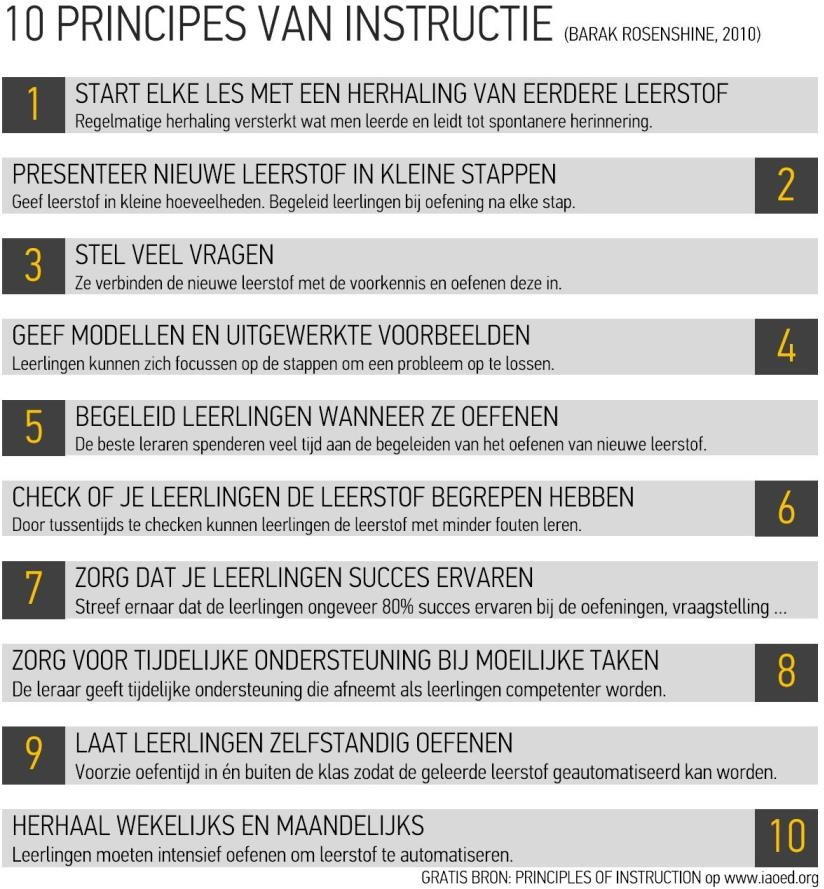 10 PRINCIPES VAN INSTRUCTIE (BARAK ROSENSHINE, 2010)
1 START ELKE LES MET EEN HERHALING VAN EERDERE LEERSTOF
Regelmatige herhaling versterkt wat men leerde en leidt tot spontanere herinnering.
PRESENTEER NIEUWE LEERSTOF IN KLEINE STAPPEN 2
Geef leerstof in kleine hoeveelheden. Begeleid leerlingen bij oefening na elke stap.
3 STEL VEEL VRAGEN
Ze verbinden de nieuwe leerstof met de voorkennis en oefenen deze in.
GEEF MODELLEN EN UITGEWERKTE VOORBEELDEN 4
Leerlingen kunnen zich focussen op de stappen om een probleem op te lossen.
5 BEGELEID LEERLINGEN WANNEER ZE OEFENEN
De beste leraren spenderen veel tijd aan de begeleiden van het oefenen van nieuwe leerstof.
CHECK OF JE LEERLINGEN DE LEERSTOF BEGREPEN HEBBEN 6
Door tussentijds te checken kunnen leerlingen de leerstof met minder fouten leren.
7 ZORG DAT JE LEERLINGEN SUCCES ERVAREN
Streef ernaar dat de leerlingen ongeveer 80% succes ervaren bij de oefeningen, vraagstelling ...
ZORG VOOR TIJDELIJKE ONDERSTEUNING BIJ MOEILIJKE TAKEN 8
De leraar geeft tijdelijke ondersteuning die afneemt als leerlingen competenter worden.
9 LAAT LEERLINGEN ZELFSTANDIG OEFENEN
Voorzie oefentijd in én buiten de klas zodat de geleerde leerstof geautomatiseerd kan worden.
HERHAAL WEKELIJKS EN MAANDELIJKS 10
Leerlingen moeten intensief oefenen om leerstof te automatiseren.
GRATIS BRON: PRINCIPLES OF INSTRUCTION op www.iaoed.org